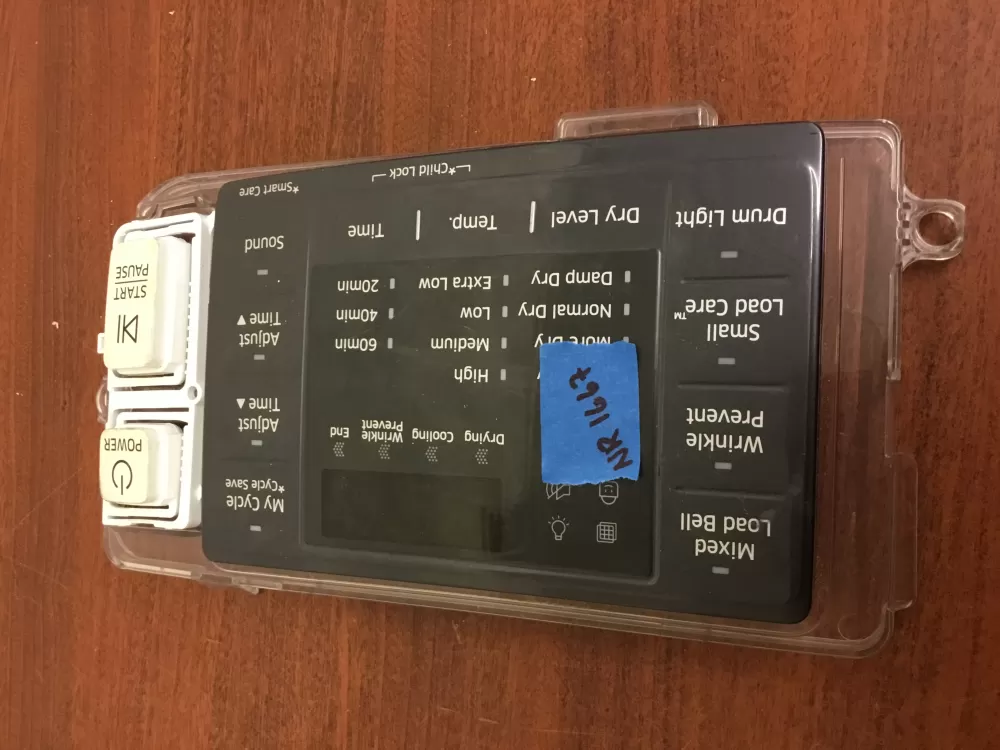 Mixed
Load Bell
Wrinkle
Prevent
Small
Load Care™
Drum Light
Drying
Cooling
Wrinkle
Prevent
End
High
More Dry
Medium
60min
Normal Dry
Low
40min
Damp Dry
Extra Low
20min
Dry Level
Temp.
Time
*Child Lock
My Cycle
*Cycle Save
Adjust
Time ▲
Adjust
Time ▼
Sound
*Smart Care
POWER
START
PAUSE
NR 1667